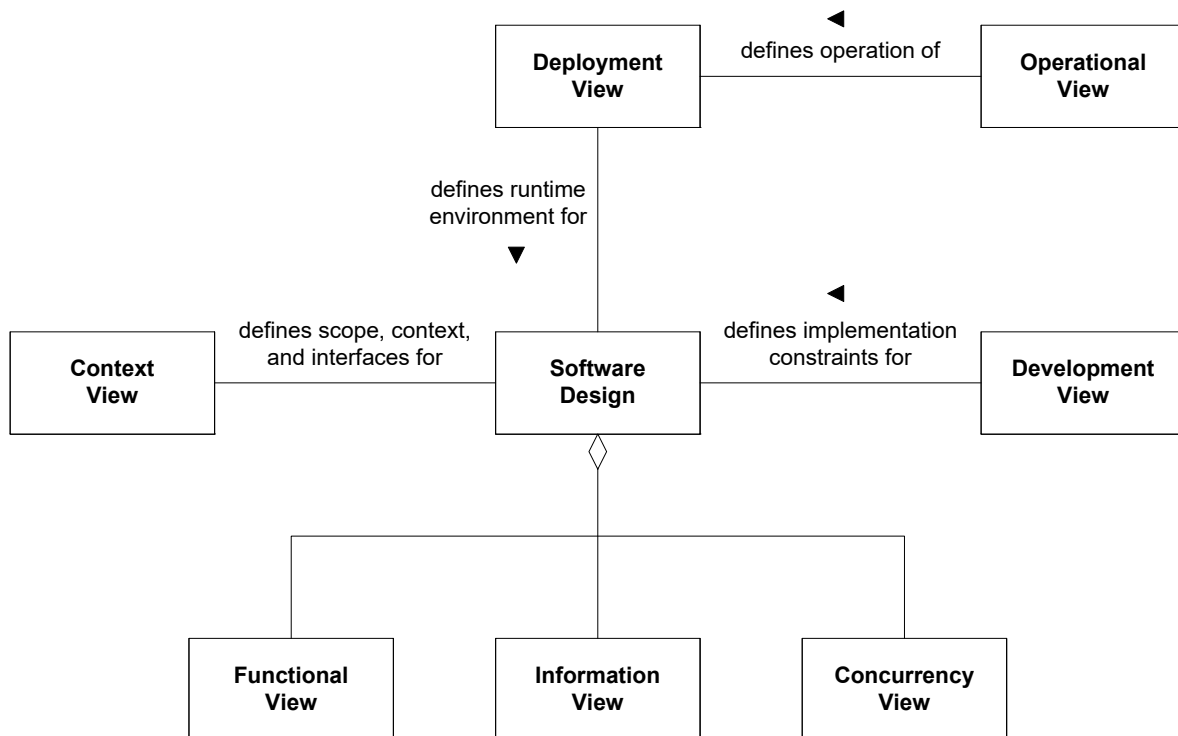 Deployment
View
defines operation of
Operational
View
defines runtime
environment for
Context
View
defines scope, context,
and interfaces for
Software
Design
defines implementation
constraints for
Development
View
Functional
View
Information
View
Concurrency
View